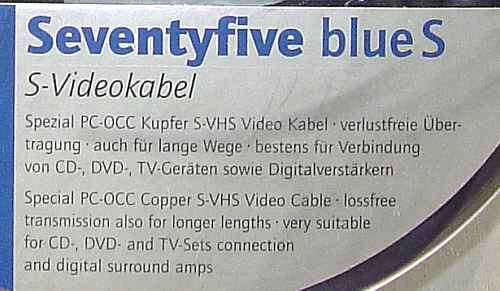 Seventyfive blue S
S-Videokabel
Spezial PC-OCC Kupfer S-VHS Video Kabel · verlustfreie Über-
tragung · auch für lange Wege · bestens für Verbindung
von CD-, DVD-, TV-Geräten sowie Digitalverstärkern
Special PC-OCC Copper S-VHS Video Cable · lossfree
transmission also for longer lengths · very suitable
for CD-, DVD- and TV-Sets connection
and digital surround amps